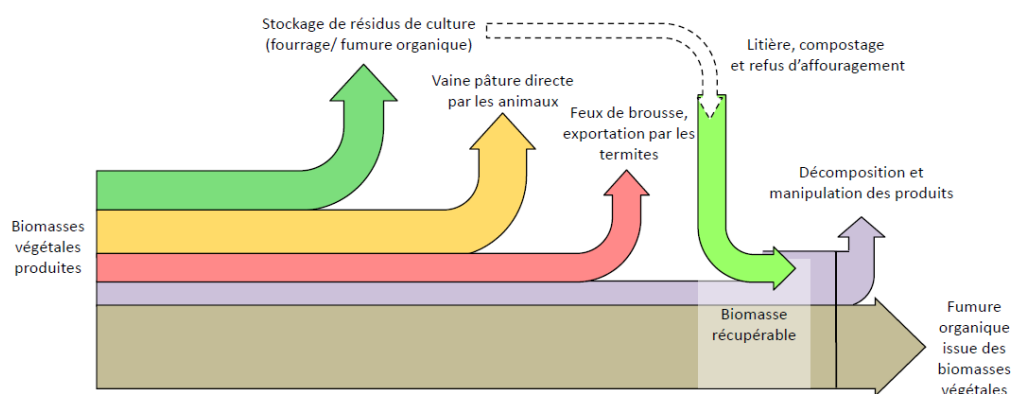 Stockage de résidus de culture
(fourrage/ fumure organique)
Vaine pâture directe
par les animaux
Feux de brousse,
exportation par les
termites
Litière, compostage
et refus d'affouragement
Décomposition et
manipulation des produits
Biomasses
végétales
produites
Biomasse
récupérable
Fumure
organique
issue des
biomasses
végétales